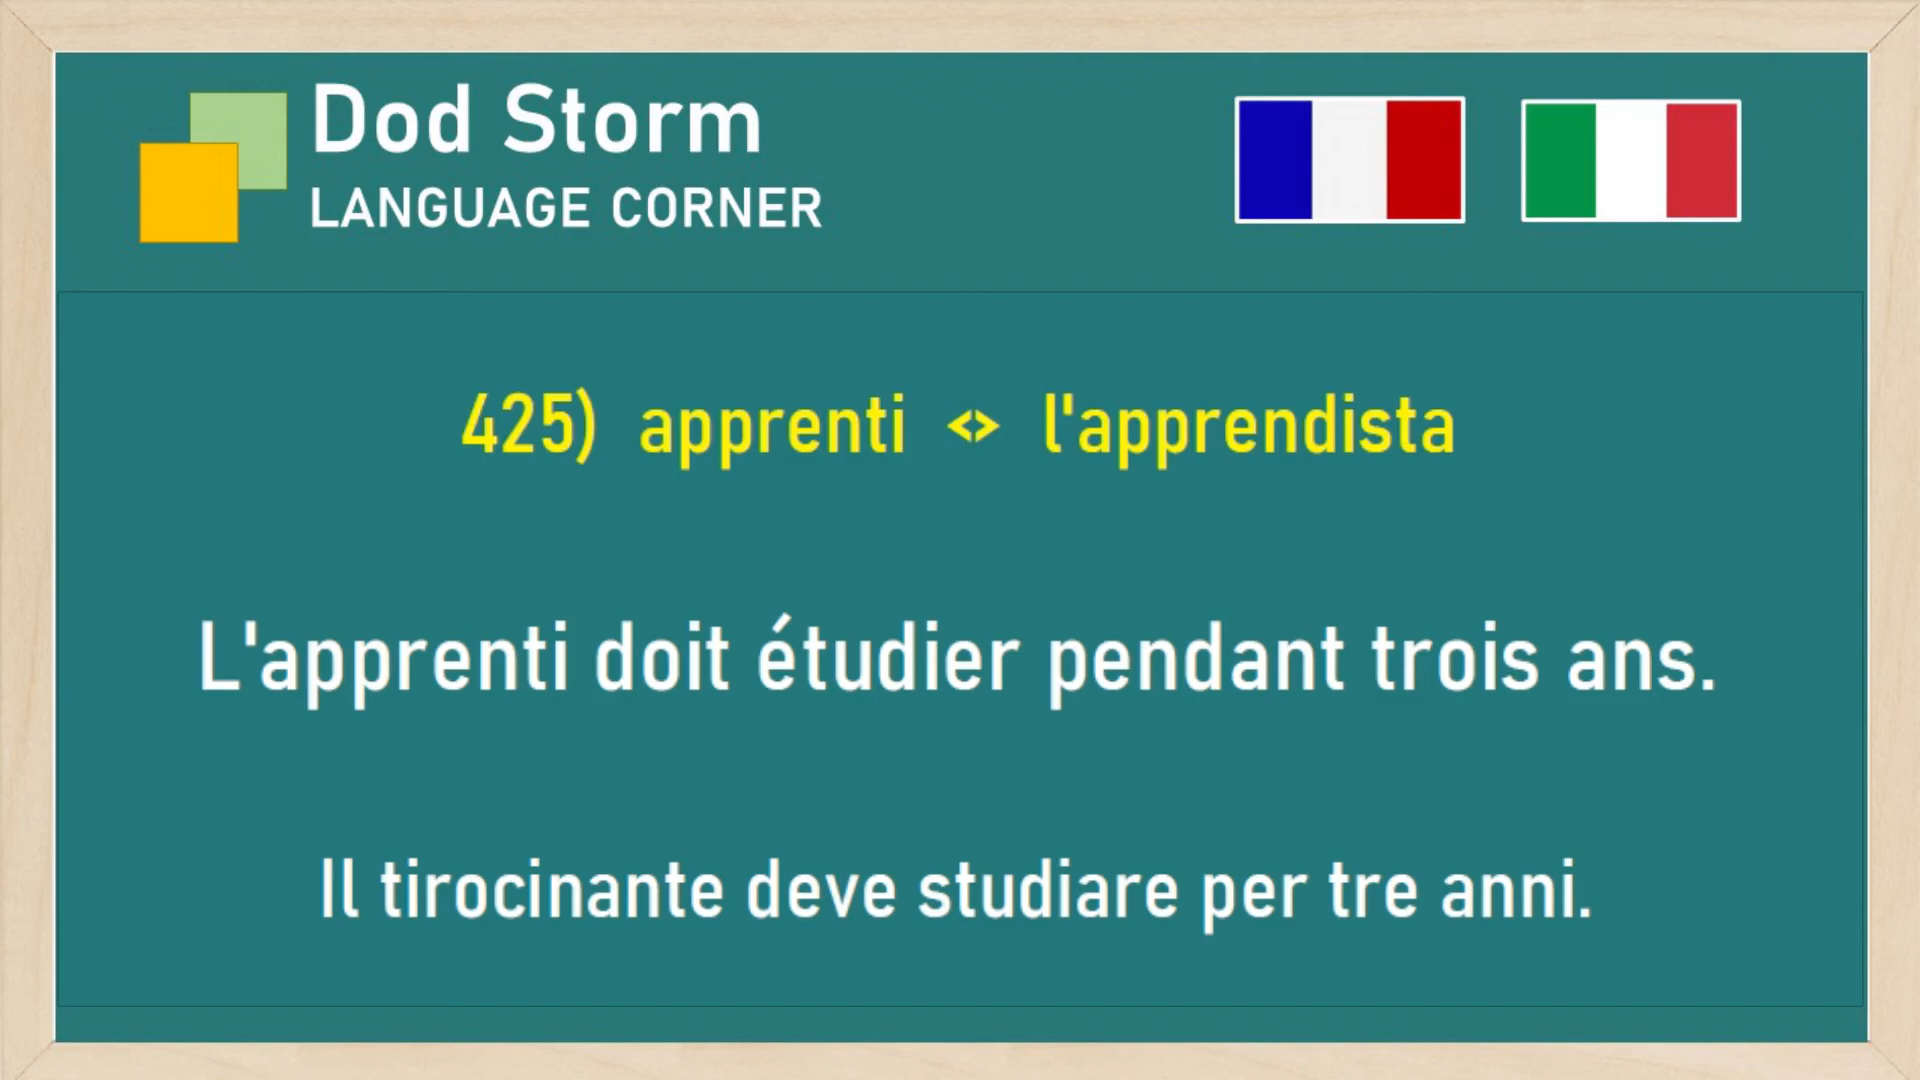 Dod Storm
LANGUAGE CORNER
425) apprenti <> l'apprendista
L'apprenti doit étudier pendant trois ans.
Il tirocinante deve studiare per tre anni.